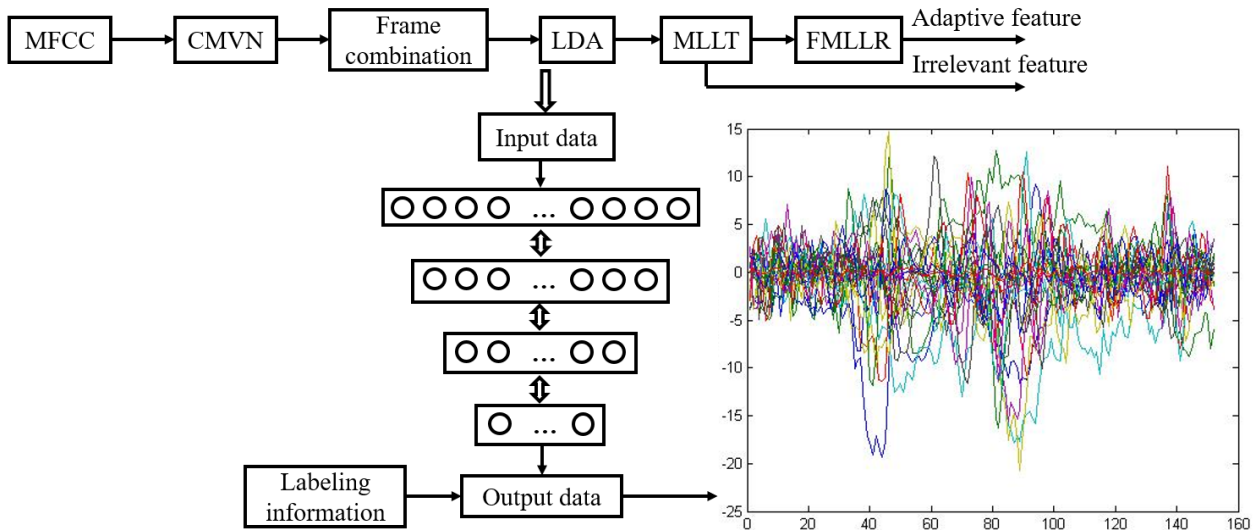 MFCC
CMVN
Frame
combination
LDA
MLLT
FMLLR
Adaptive feature
Irrelevant feature
Input data
...
...
...
...
Labeling
information
Output data
15
10
5
0
-5
-10
-15
-20
-25
0 20 40 60 80 100 120 140 160